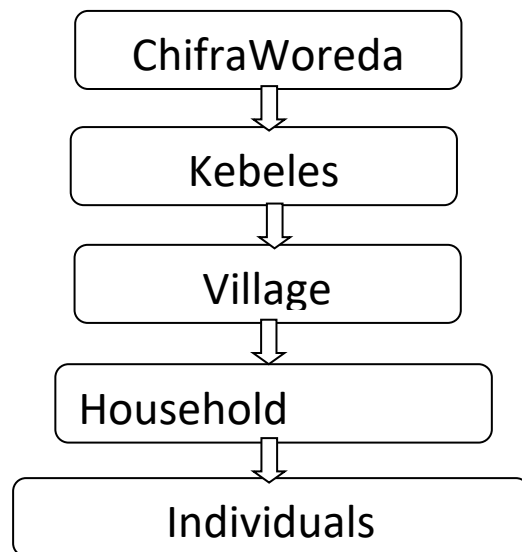 ChifraWoreda
Kebeles
Village
Household
Individuals